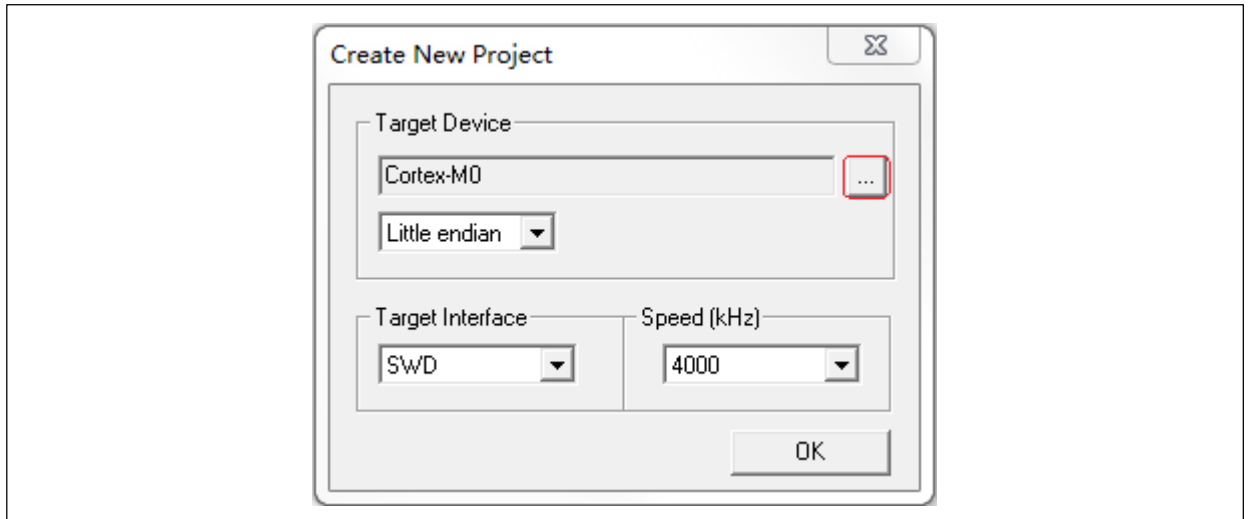 Create New Project
Target Device
Cortex-M0
...
Little endian
Target Interface
Speed (kHz)
SWD
4000
OK